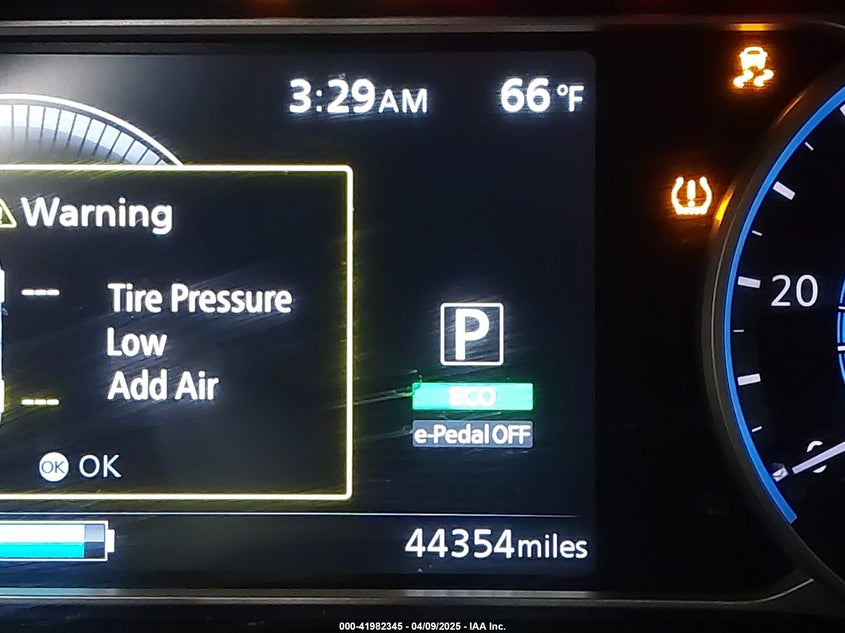 3:29AM 66°F
Warning
--- Tire Pressure
Low
--- Add Air
OK OK
P
ECO
e-Pedal OFF
44354miles
20
0
000-41982345 - 04/09/2025 - IAA Inc.